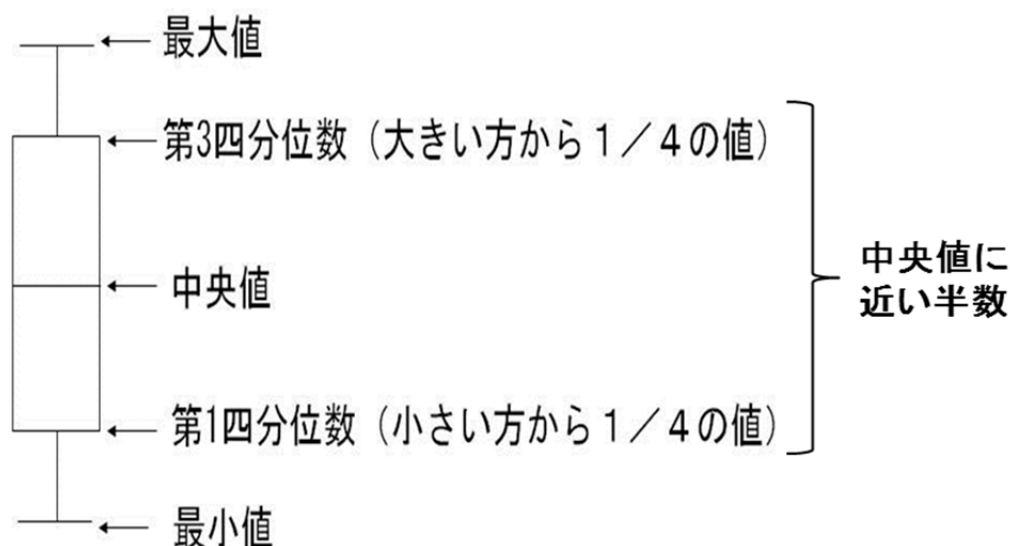 最大値
第3四分位数（大きい方から１／４の値）
中央値
中央値に
近い半数
第1四分位数（小さい方から１／４の値）
最小値